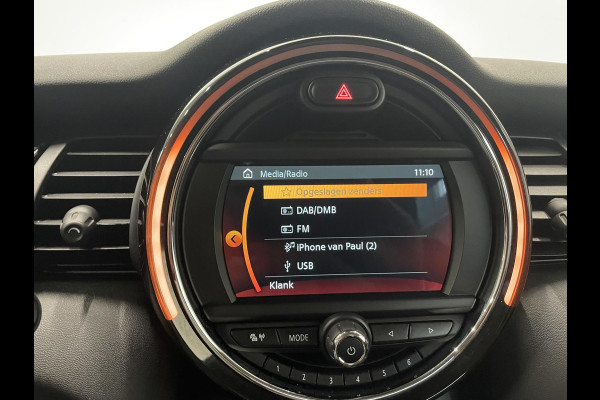 Media/Radio 11:10
Opgeslagen zenders
DAB/DMB
FM
iPhone van Paul (2)
USB
Klank
MODE
1 2 3 4 5 6